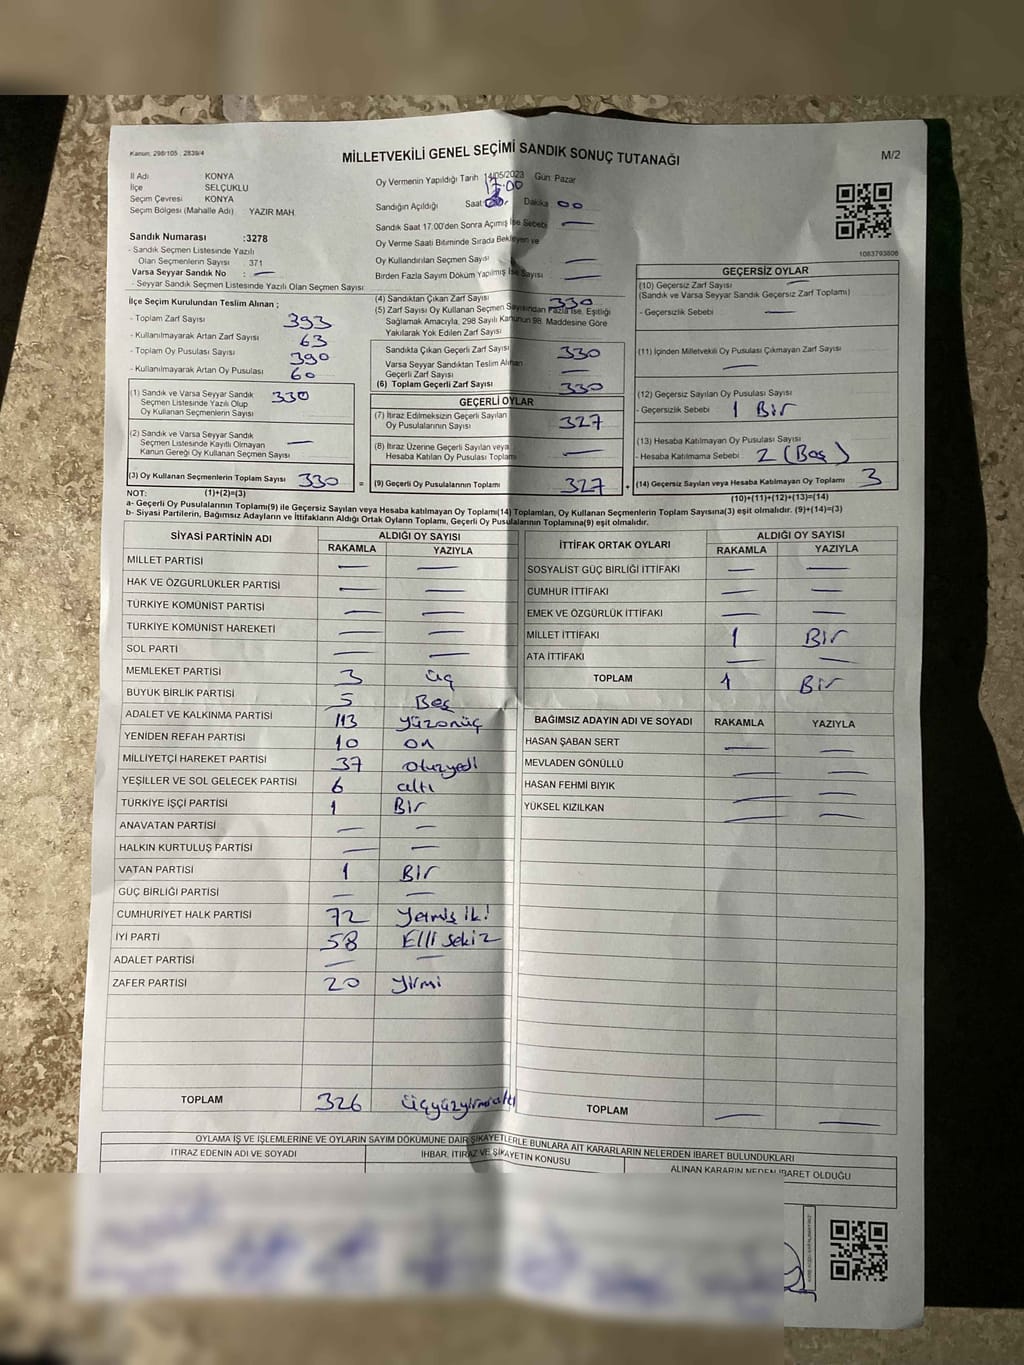 Kanun, 298/105 : 2839/4
MİLLETVEKİLİ GENEL SEÇİMİ SANDIK SONUÇ TUTANAĞI
M/2
İl Adı KONYA
İlçe SELÇUKLU
Seçim Çevresi KONYA
Seçim Bölgesi (Mahalle Adı) YAZIR MAH.
Sandık Numarası :3278
- Sandık Seçmen Listesinde Yazılı
Olan Seçmenlerin Sayısı : 371
Varsa Seyyar Sandık No : —
- Seyyar Sandık Seçmen Listesinde Yazılı Olan Seçmen Sayısı :
Oy Vermenin Yapıldığı Tarih 14/05/2023 Gün: Pazar
17:00
Sandığın Açıldığı Saat Dakika 00
Sandık Saat 17.00'den Sonra Açımış İse Sebebi —
Oy Verme Saati Bitiminde Sırada Bekleyen ve
Oy Kullandırılan Seçmen Sayısı —
Birden Fazla Sayım Döküm Yapılmış İse Sayısı —
1083793806
İlçe Seçim Kurulundan Teslim Alınan ;
- Toplam Zarf Sayısı 393
- Kullanılmayarak Artan Zarf Sayısı 63
- Toplam Oy Pusulası Sayısı 390
- Kullanılmayarak Artan Oy Pusulası 60
(1) Sandık ve Varsa Seyyar Sandık 330
Seçmen Listesinde Yazılı Olup
Oy Kullanan Seçmenlerin Sayısı
(2) Sandık ve Varsa Seyyar Sandık —
Seçmen Listesinde Kayıtlı Olmayan
Kanun Gereği Oy Kullanan Seçmen Sayısı
(3) Oy Kullanan Seçmenlerin Toplam Sayısı 330 =
(1)+(2)=(3)
(4) Sandıktan Çıkan Zarf Sayısı 330
(5) Zarf Sayısı Oy Kullanan Seçmen Sayısından Fazla İse, Eşitliği
Sağlamak Amacıyla, 298 Sayılı Kanunun 98. Maddesine Göre
Yakılarak Yok Edilen Zarf Sayısı
Sandıkta Çıkan Geçerli Zarf Sayısı 330
Varsa Seyyar Sandıktan Teslim Alınan —
Geçerli Zarf Sayısı
(6) Toplam Geçerli Zarf Sayısı 330
GEÇERLİ OYLAR
(7) İtiraz Edilmeksizin Geçerli Sayılan 327
Oy Pusulalarının Sayısı
(8) İtiraz Üzerine Geçerli Sayılan veya —
Hesaba Katılan Oy Pusulası Toplamı
(9) Geçerli Oy Pusulalarının Toplamı 327 +
GEÇERSİZ OYLAR
(10) Geçersiz Zarf Sayısı —
(Sandık ve Varsa Seyyar Sandık Geçersiz Zarf Toplamı)
- Geçersizlik Sebebi : —
(11) İçinden Milletvekili Oy Pusulası Çıkmayan Zarf Sayısı
—
(12) Geçersiz Sayılan Oy Pusulası Sayısı
- Geçersizlik Sebebi : 1 Bir
(13) Hesaba Katılmayan Oy Pusulası Sayısı
- Hesaba Katılmama Sebebi : 2 (Boş)
(14) Geçersiz Sayılan veya Hesaba Katılmayan Oy Toplamı 3
(10)+(11)+(12)+(13)=(14)
NOT:
a- Geçerli Oy Pusulalarının Toplamı(9) ile Geçersiz Sayılan veya Hesaba katılmayan Oy Toplamı(14) Toplamları, Oy Kullanan Seçmenlerin Toplam Sayısına(3) eşit olmalıdır. (9)+(14)=(3)
b- Siyasi Partilerin, Bağımsız Adayların ve İttifakların Aldığı Ortak Oyların Toplamı, Geçerli Oy Pusulalarının Toplamına(9) eşit olmalıdır.
SİYASİ PARTİNİN ADI ALDIĞI OY SAYISI
RAKAMLA YAZIYLA
MİLLET PARTİSİ — —
HAK VE ÖZGÜRLÜKLER PARTİSİ — —
TÜRKİYE KOMÜNİST PARTİSİ — —
TÜRKİYE KOMÜNİST HAREKETİ — —
SOL PARTİ — —
MEMLEKET PARTİSİ 3 üç
BÜYÜK BİRLİK PARTİSİ 5 Beş
ADALET VE KALKINMA PARTİSİ 113 yüzonüç
YENİDEN REFAH PARTİSİ 10 on
MİLLİYETÇİ HAREKET PARTİSİ 37 otuzyedi
YEŞİLLER VE SOL GELECEK PARTİSİ 6 altı
TÜRKİYE İŞÇİ PARTİSİ 1 Bir
ANAVATAN PARTİSİ — —
HALKIN KURTULUŞ PARTİSİ — —
VATAN PARTİSİ 1 Bir
GÜÇ BİRLİĞİ PARTİSİ — —
CUMHURİYET HALK PARTİSİ 72 Yetmiş iki
İYİ PARTİ 58 Elli sekiz
ADALET PARTİSİ — —
ZAFER PARTİSİ 20 yirmi
TOPLAM 326 üçyüzyirmialtı
İTTİFAK ORTAK OYLARI ALDIĞI OY SAYISI
RAKAMLA YAZIYLA
SOSYALİST GÜÇ BİRLİĞİ İTTİFAKI — —
CUMHUR İTTİFAKI — —
EMEK VE ÖZGÜRLÜK İTTİFAKI — —
MİLLET İTTİFAKI 1 Bir
ATA İTTİFAKI — —
TOPLAM 1 Bir
BAĞIMSIZ ADAYIN ADI VE SOYADI RAKAMLA YAZIYLA
HASAN ŞABAN SERT — —
MEVLADEN GÖNÜLLÜ — —
HASAN FEHMİ BIYIK — —
YÜKSEL KIZILKAN — —
TOPLAM — —
OYLAMA İŞ VE İŞLEMLERİNE VE OYLARIN SAYIM DÖKÜMÜNE DAİR ŞİKAYETLERLE BUNLARA AİT KARARLARIN NELERDEN İBARET BULUNDUKLARI
İTİRAZ EDENİN ADI VE SOYADI İHBAR, İTİRAZ VE ŞİKAYETİN KONUSU ALINAN KARARIN NEDEN İBARET OLDUĞU